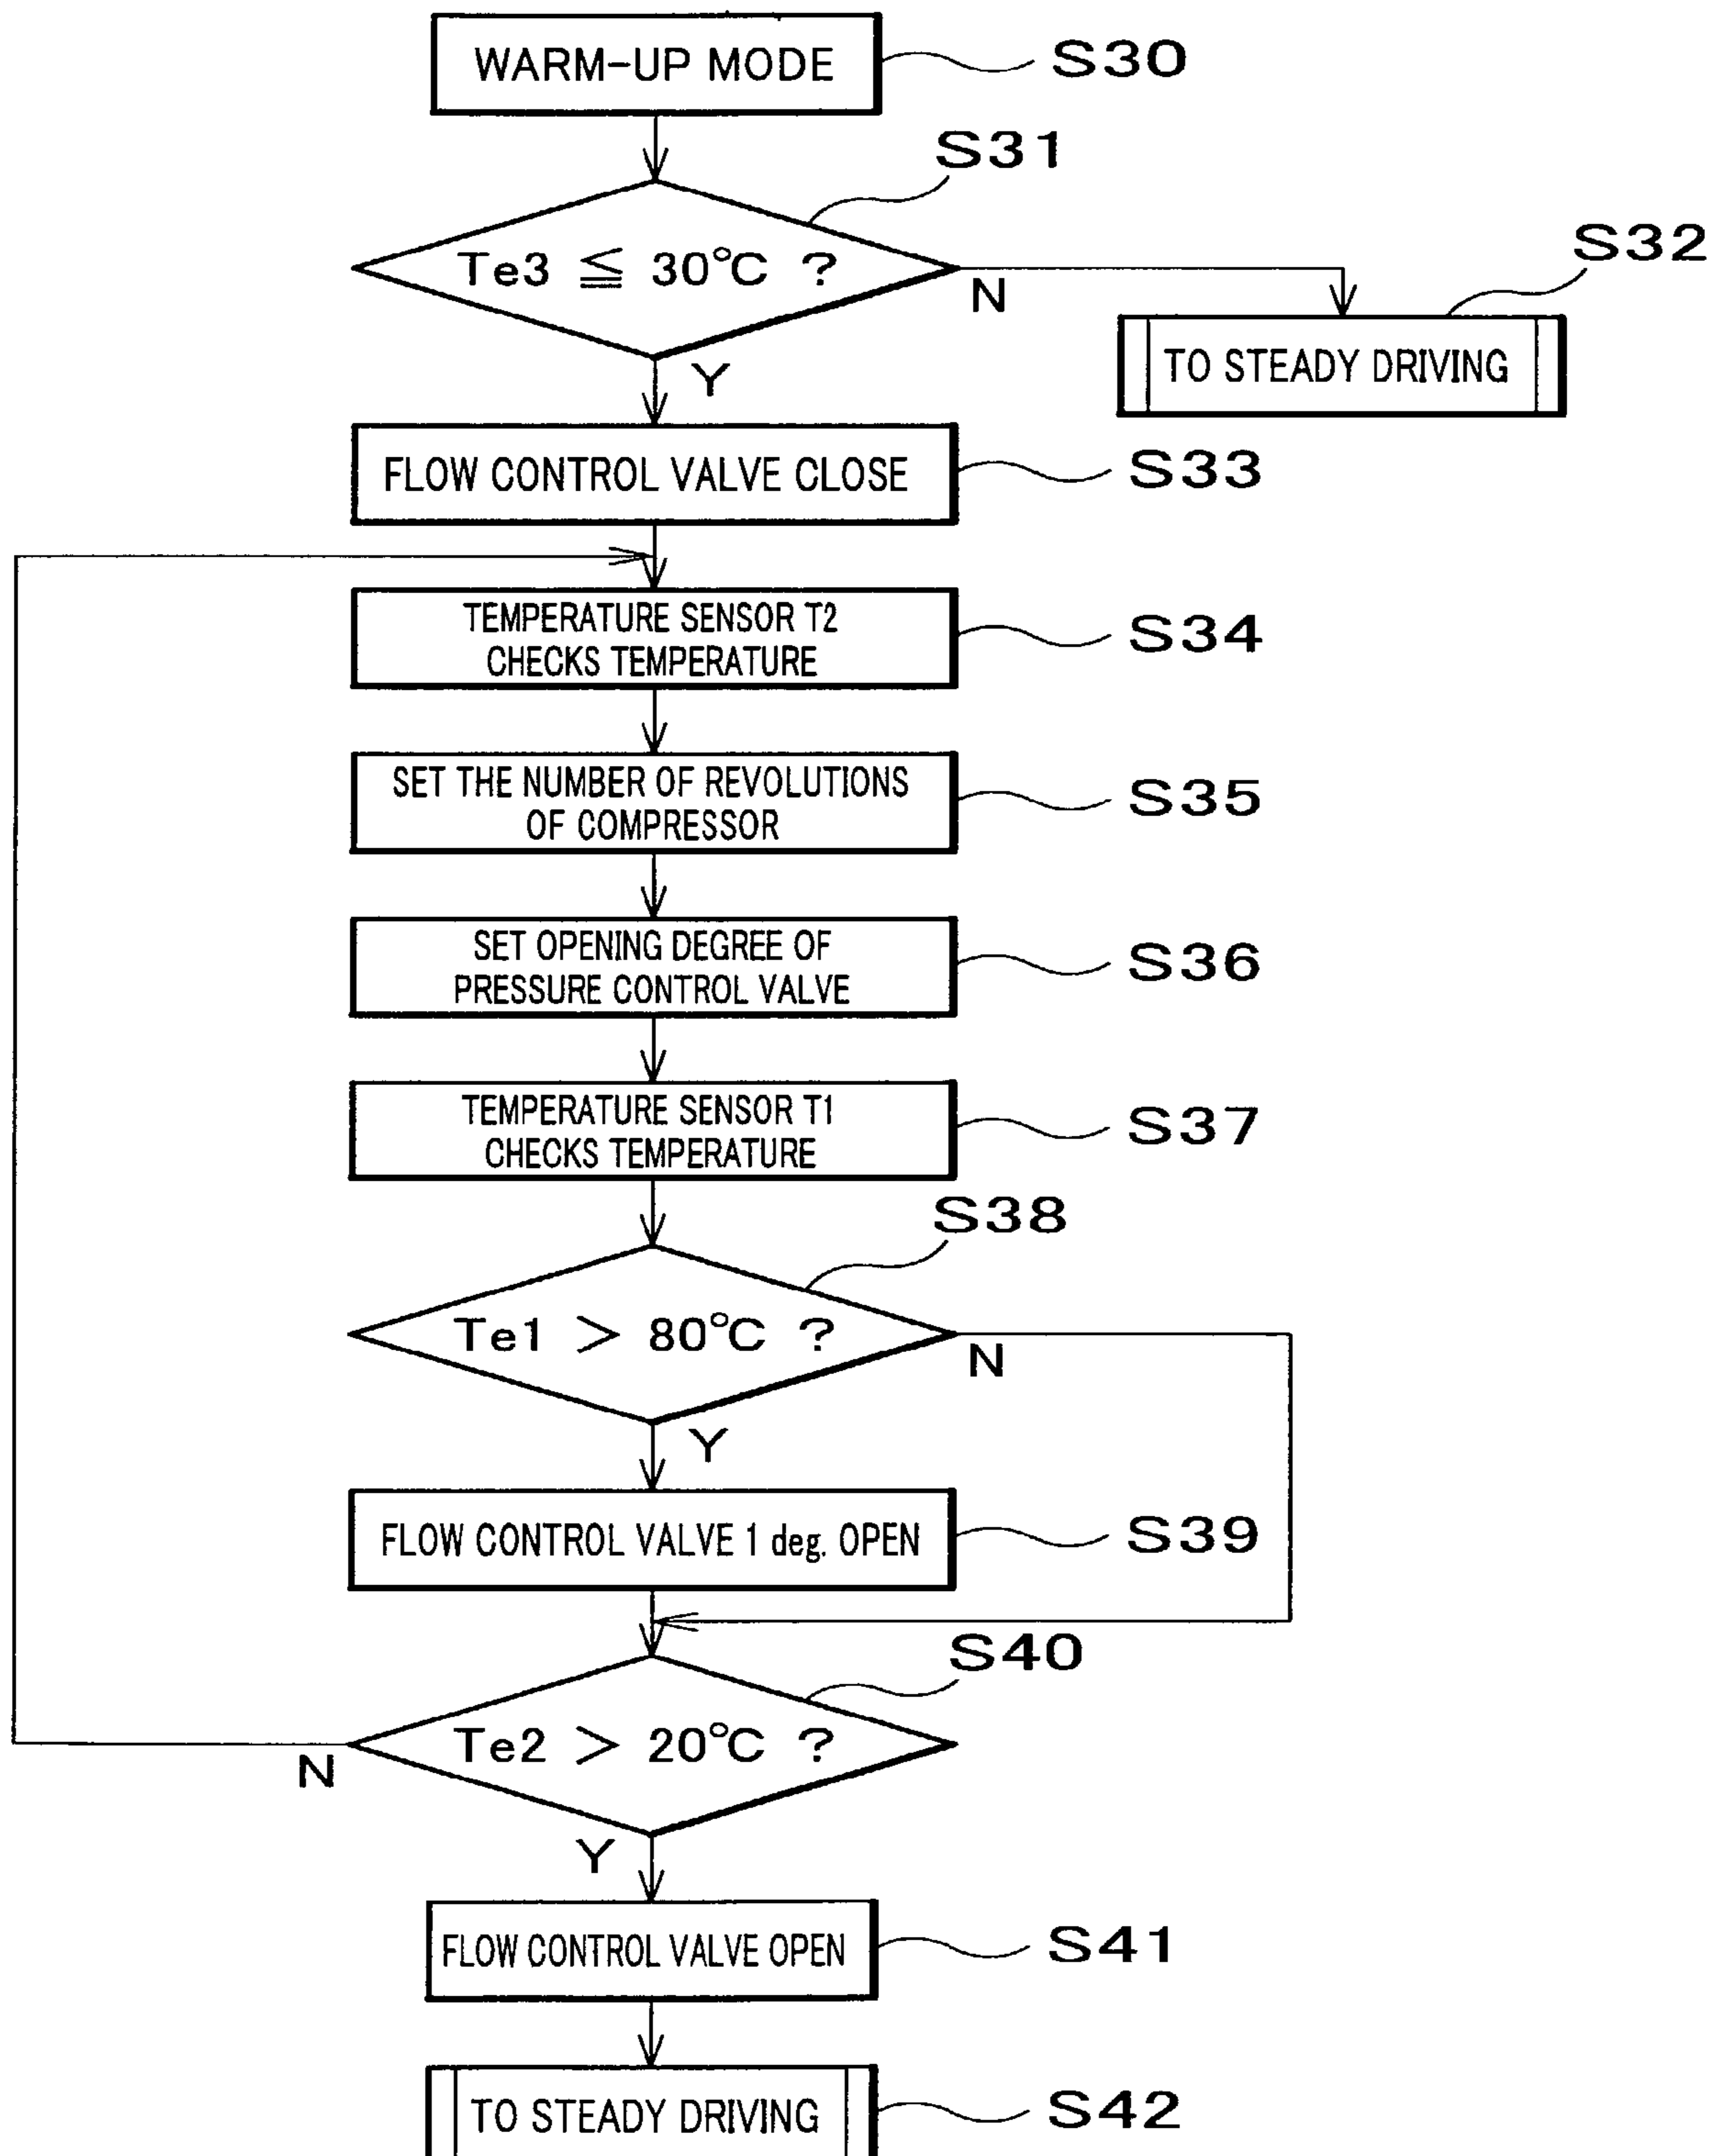 WARM-UP MODE
S30
S31
Te3 ≦ 30℃ ?
N
S32
TO STEADY DRIVING
Y
FLOW CONTROL VALVE CLOSE
S33
TEMPERATURE SENSOR T2
CHECKS TEMPERATURE
S34
SET THE NUMBER OF REVOLUTIONS
OF COMPRESSOR
S35
SET OPENING DEGREE OF
PRESSURE CONTROL VALVE
S36
TEMPERATURE SENSOR T1
CHECKS TEMPERATURE
S37
S38
Te1 > 80℃ ?
N
Y
FLOW CONTROL VALVE 1 deg. OPEN
S39
S40
Te2 > 20℃ ?
N
Y
FLOW CONTROL VALVE OPEN
S41
TO STEADY DRIVING
S42